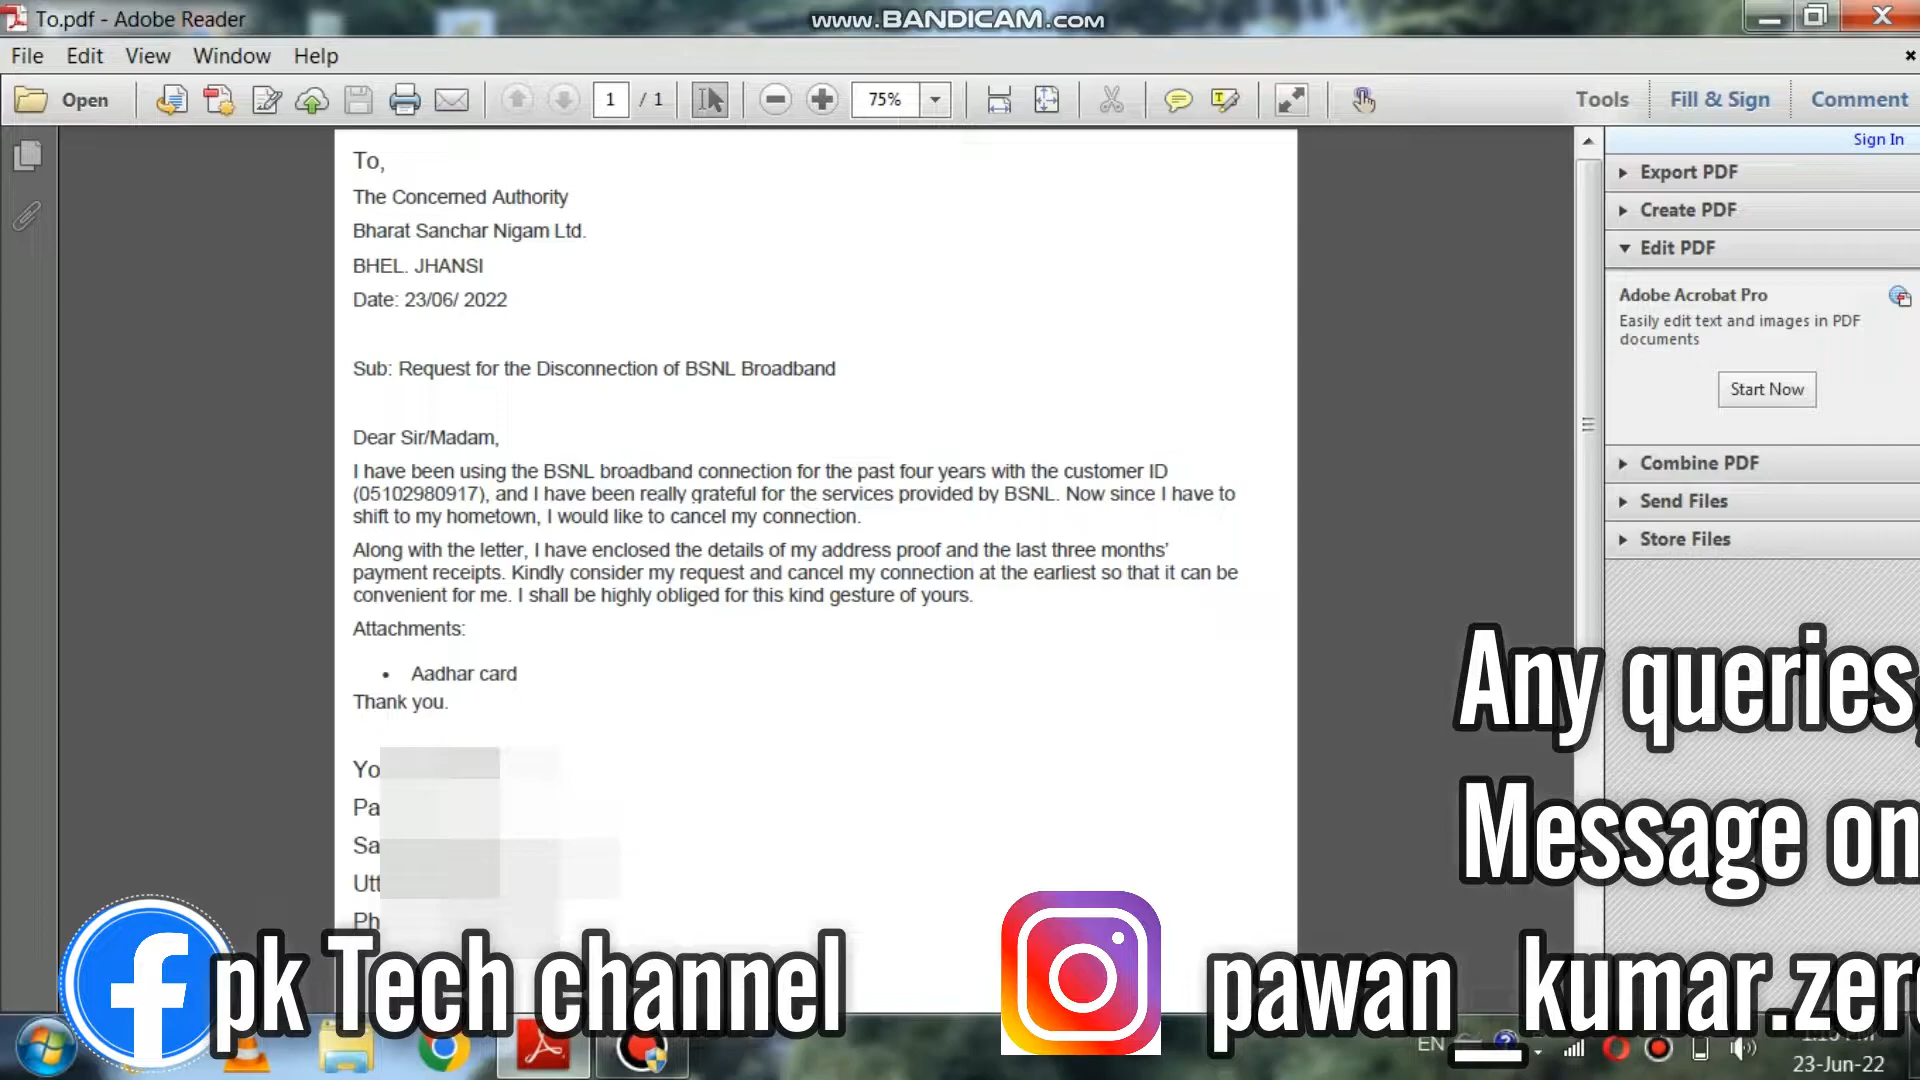 To.pdf - Adobe Reader
www.BANDICAM.com
File Edit View Window Help
Open
1 / 1
75%
Tools Fill & Sign Comment
Sign In
Export PDF
Create PDF
Edit PDF
Adobe Acrobat Pro
Easily edit text and images in PDF
documents
Start Now
Combine PDF
Send Files
Store Files
To,
The Concerned Authority
Bharat Sanchar Nigam Ltd.
BHEL. JHANSI
Date: 23/06/ 2022
Sub: Request for the Disconnection of BSNL Broadband
Dear Sir/Madam,
I have been using the BSNL broadband connection for the past four years with the customer ID
(05102980917), and I have been really grateful for the services provided by BSNL. Now since I have to
shift to my hometown, I would like to cancel my connection.
Along with the letter, I have enclosed the details of my address proof and the last three months’
payment receipts. Kindly consider my request and cancel my connection at the earliest so that it can be
convenient for me. I shall be highly obliged for this kind gesture of yours.
Attachments:
• Aadhar card
Thank you.
Yo
Pa
Sa
Utt
Ph
Any queries,
Message on
pk Tech channel
pawan_kumar.zer
EN
23-Jun-22